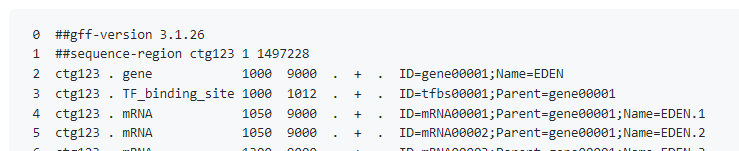 0 ##gff-version 3.1.26
1 ##sequence-region ctg123 1 1497228
2 ctg123 . gene 1000 9000 . + . ID=gene00001;Name=EDEN
3 ctg123 . TF_binding_site 1000 1012 . + . ID=tfbs00001;Parent=gene00001
4 ctg123 . mRNA 1050 9000 . + . ID=mRNA00001;Parent=gene00001;Name=EDEN.1
5 ctg123 . mRNA 1050 9000 . + . ID=mRNA00002;Parent=gene00001;Name=EDEN.2